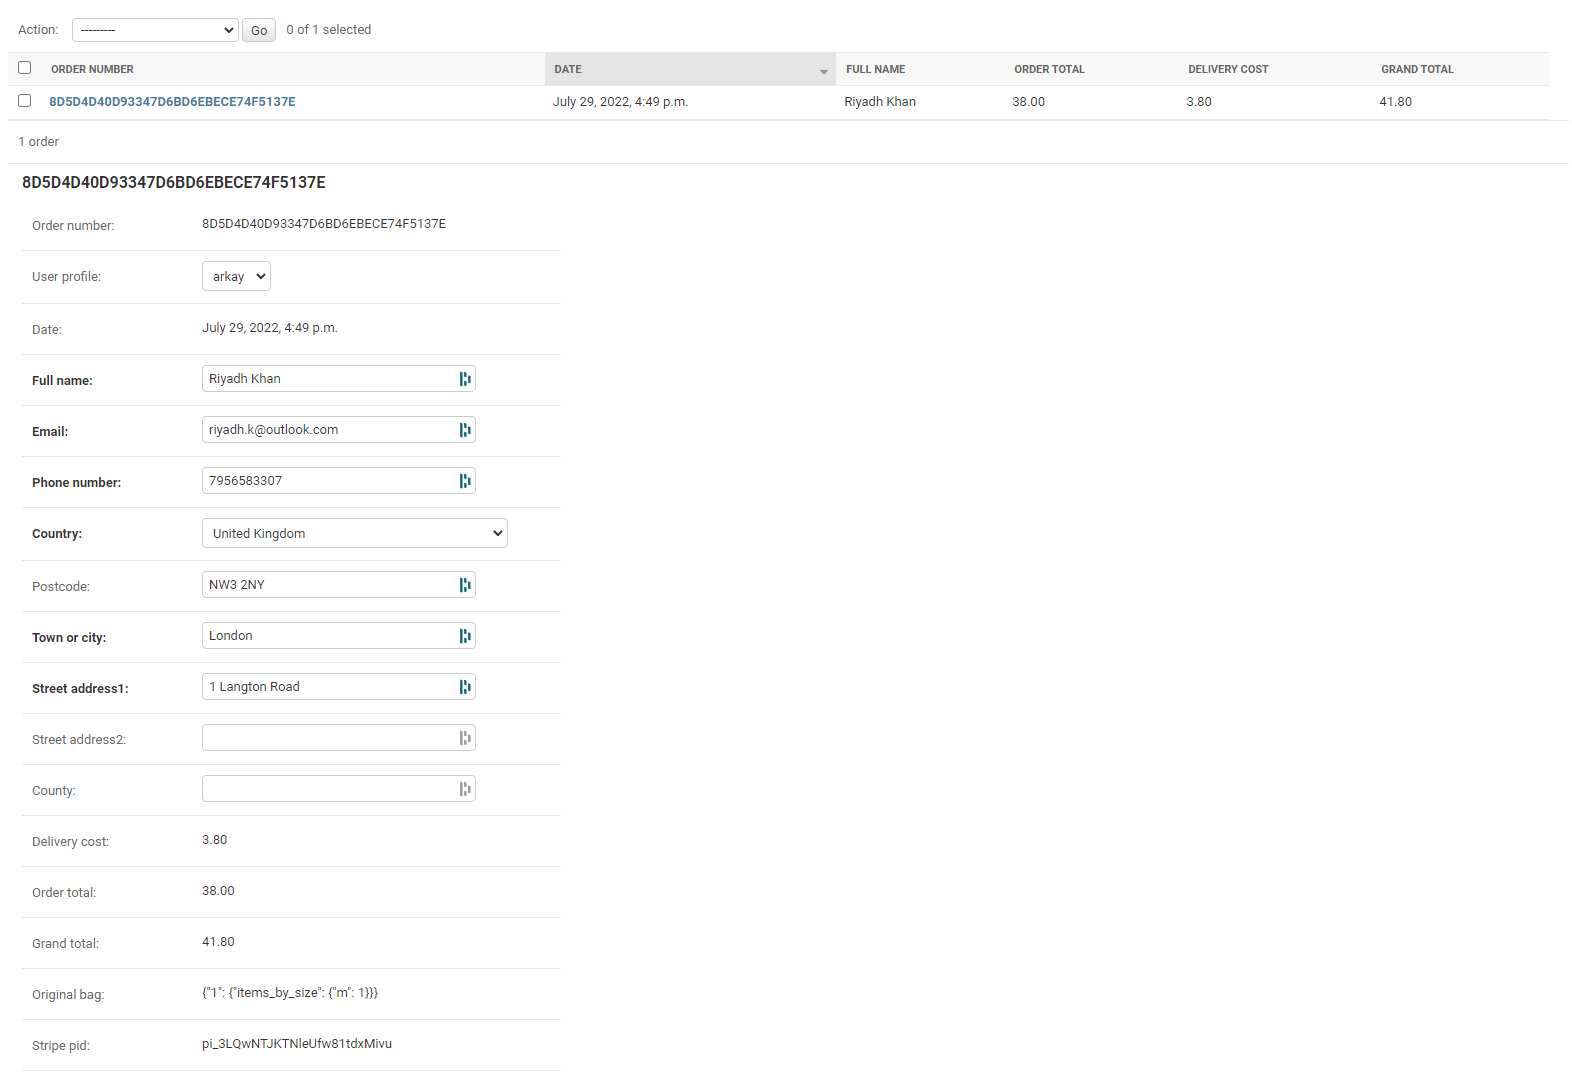 Action: --------- Go 0 of 1 selected
ORDER NUMBER DATE FULL NAME ORDER TOTAL DELIVERY COST GRAND TOTAL
8D5D4D40D93347D6BD6EBECE74F5137E July 29, 2022, 4:49 p.m. Riyadh Khan 38.00 3.80 41.80
1 order
8D5D4D40D93347D6BD6EBECE74F5137E
Order number: 8D5D4D40D93347D6BD6EBECE74F5137E
User profile: arkay
Date: July 29, 2022, 4:49 p.m.
Full name: Riyadh Khan
Email: riyadh.k@outlook.com
Phone number: 7956583307
Country: United Kingdom
Postcode: NW3 2NY
Town or city: London
Street address1: 1 Langton Road
Street address2:
County:
Delivery cost: 3.80
Order total: 38.00
Grand total: 41.80
Original bag: {"1": {"items_by_size": {"m": 1}}}
Stripe pid: pi_3LQwNTJKTNleUfw81tdxMivu